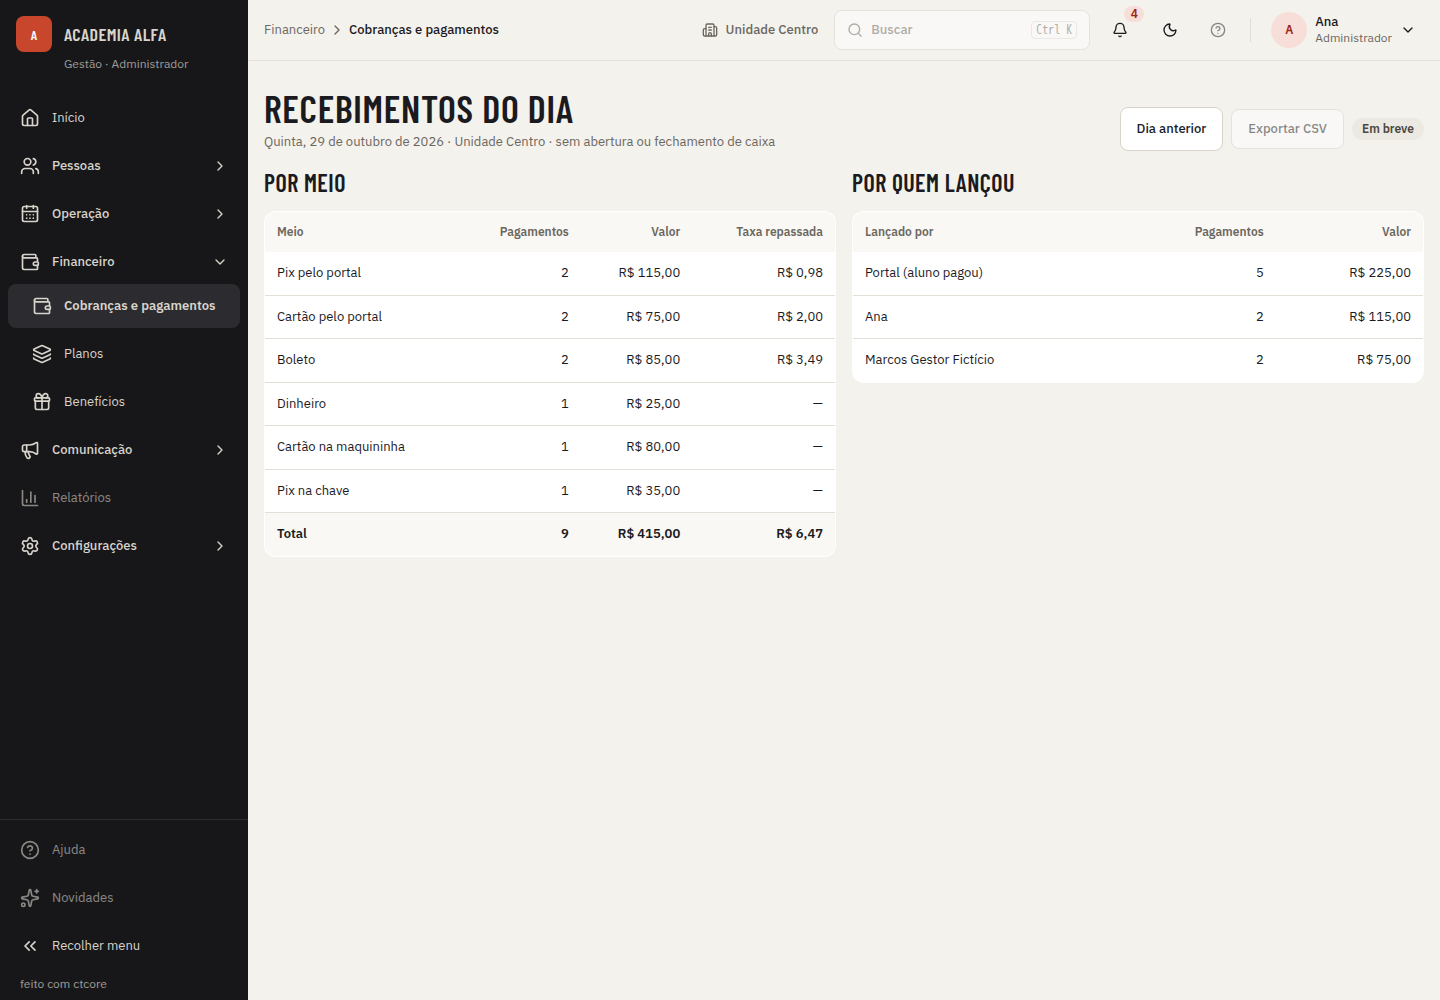 A
ACADEMIA ALFA
Gestão · Administrador
Início
Pessoas
Operação
Financeiro
Cobranças e pagamentos
Planos
Benefícios
Comunicação
Relatórios
Configurações
Ajuda
Novidades
Recolher menu
feito com ctcore
Financeiro
Cobranças e pagamentos
Unidade Centro
Buscar
Ctrl K
4
A
Ana
Administrador
RECEBIMENTOS DO DIA
Quinta, 29 de outubro de 2026 · Unidade Centro · sem abertura ou fechamento de caixa
Dia anterior
Exportar CSV
Em breve
POR MEIO
Meio Pagamentos Valor Taxa repassada
Pix pelo portal 2 R$ 115,00 R$ 0,98
Cartão pelo portal 2 R$ 75,00 R$ 2,00
Boleto 2 R$ 85,00 R$ 3,49
Dinheiro 1 R$ 25,00 —
Cartão na maquininha 1 R$ 80,00 —
Pix na chave 1 R$ 35,00 —
Total 9 R$ 415,00 R$ 6,47
POR QUEM LANÇOU
Lançado por Pagamentos Valor
Portal (aluno pagou) 5 R$ 225,00
Ana 2 R$ 115,00
Marcos Gestor Fictício 2 R$ 75,00